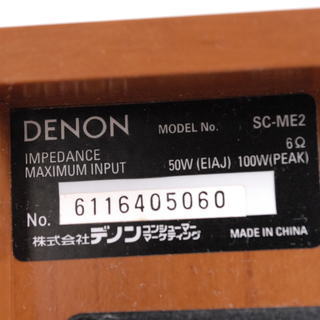 DENON MODEL No. SC-ME2
IMPEDANCE 6Ω
MAXIMUM INPUT 50W (EIAJ) 100W(PEAK)
No. 6116405060
株式会社デノンコンシューマーマーケティング
MADE IN CHINA